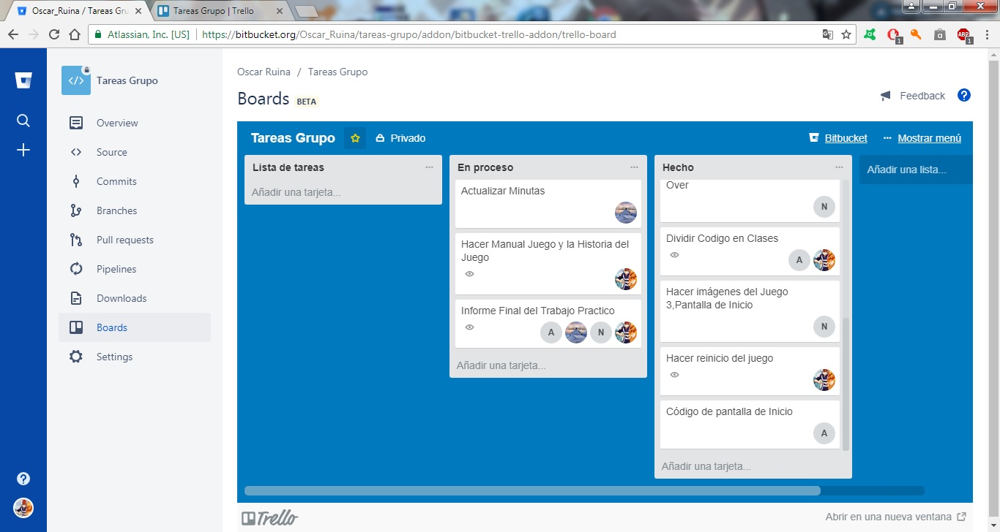 Oscar_Ruina / Tareas Gru
Tareas Grupo | Trello
Atlassian, Inc. [US]
https://bitbucket.org/Oscar_Ruina/tareas-grupo/addon/bitbucket-trello-addon/trello-board
1
ABP
1
Tareas Grupo
Overview
Source
Commits
Branches
Pull requests
Pipelines
Downloads
Boards
Settings
Oscar Ruina / Tareas Grupo
Boards BETA
Feedback
Tareas Grupo
Privado
Bitbucket
Mostrar menú
Lista de tareas
Añadir una tarjeta...
En proceso
Actualizar Minutas
Hacer Manual Juego y la Historia del
Juego
Informe Final del Trabajo Practico
A
N
Añadir una tarjeta...
Hecho
Over
N
Dividir Codigo en Clases
A
Hacer imágenes del Juego
3,Pantalla de Inicio
N
Hacer reinicio del juego
Código de pantalla de Inicio
A
Añadir una tarjeta...
Añadir una lista...
Trello
Abrir en una nueva ventana